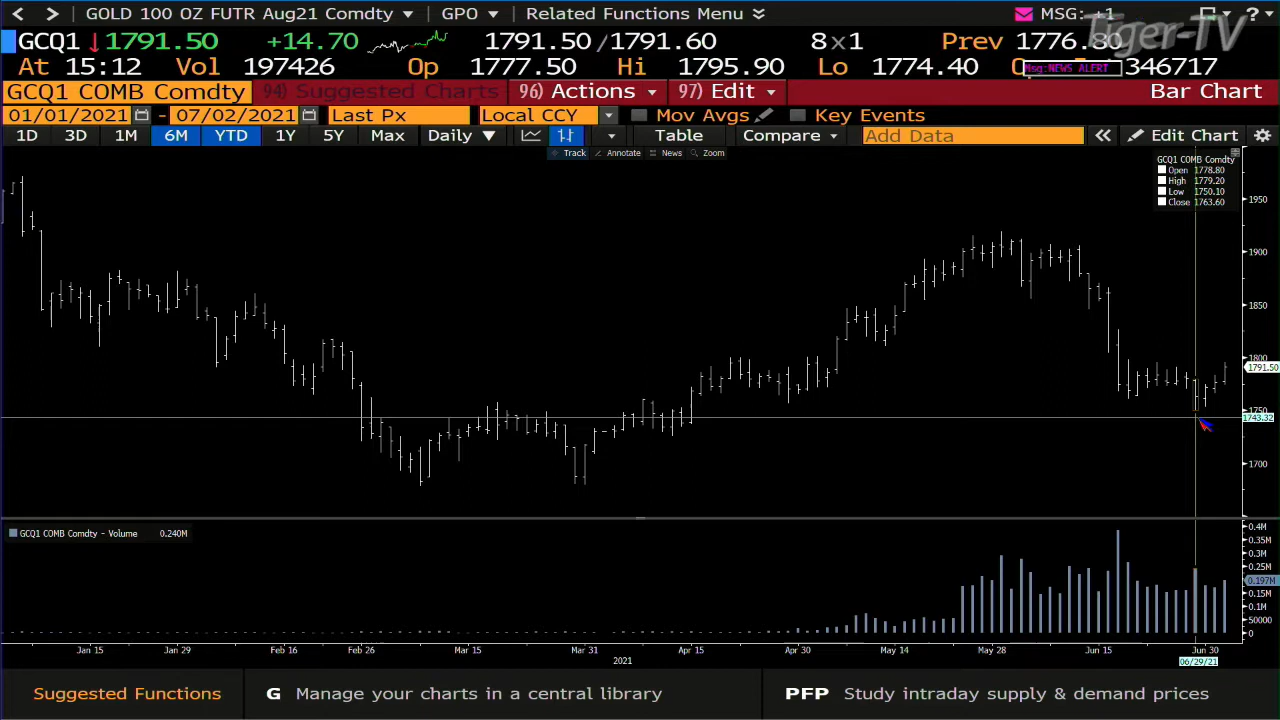 < > GOLD 100 OZ FUTR Aug21 Comdty ▼ GPO ▼ Related Functions Menu MSG: +1 ? ▼
Tiger-TV
GCQ1 ↓1791.50 +14.70 1791.50/1791.60 8×1 Prev 1776.80
At 15:12 Vol 197426 Op 1777.50 Hi 1795.90 Lo 1774.40 346717
Msg:NEWS ALERT
GCQ1 COMB Comdty 94) Suggested Charts 96) Actions ▼ 97) Edit ▼ Bar Chart
01/01/2021 - 07/02/2021 Last Px Local CCY ▼ Mov Avgs Key Events
1D 3D 1M 6M YTD 1Y 5Y Max Daily ▼ ▼ Table Compare ▼ Add Data « Edit Chart
Track Annotate News Zoom
GCQ1 COMB Comdty
Open 1778.80
High 1779.20
Low 1750.10
Close 1763.60
1950
1900
1850
1800
1791.50
1750
1743.32
1700
GCQ1 COMB Comdty - Volume 0.240M
0.4M
0.35M
0.3M
0.25M
0.197M
0.15M
0.1M
50000
0
Jan 15 Jan 29 Feb 16 Feb 26 Mar 15 Mar 31 Apr 15 Apr 30 May 14 May 28 Jun 15 Jun 30
2021
06/29/21
Suggested Functions G Manage your charts in a central library PFP Study intraday supply & demand prices